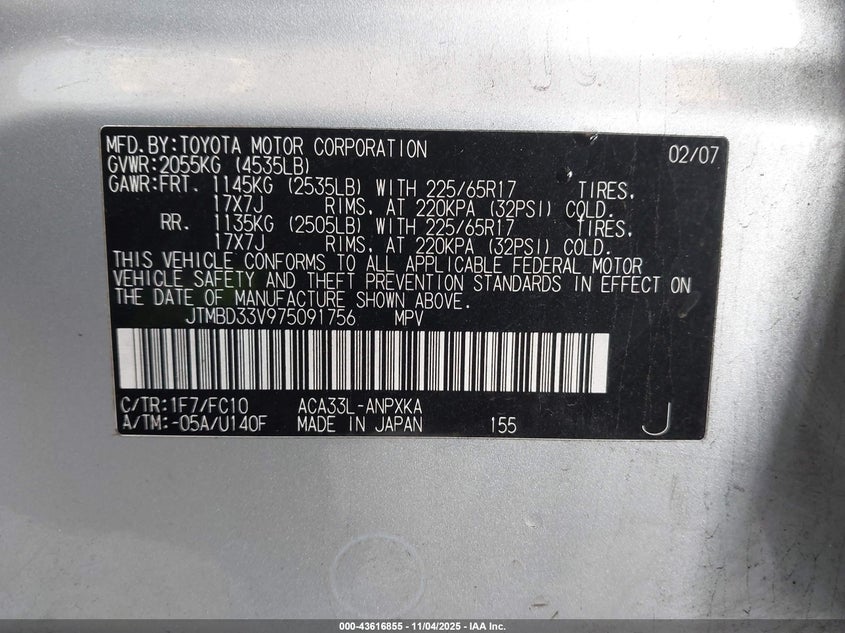 MFD.BY:TOYOTA MOTOR CORPORATION 02/07
GVWR:2055KG (4535LB)
GAWR:FRT. 1145KG (2535LB) WITH 225/65R17 TIRES,
17X7J RIMS, AT 220KPA (32PSI) COLD.
RR. 1135KG (2505LB) WITH 225/65R17 TIRES,
17X7J RIMS, AT 220KPA (32PSI) COLD.
THIS VEHICLE CONFORMS TO ALL APPLICABLE FEDERAL MOTOR
VEHICLE SAFETY AND THEFT PREVENTION STANDARDS IN EFFECT ON
THE DATE OF MANUFACTURE SHOWN ABOVE.
JTMBD33V975091756 MPV
C/TR:1F7/FC10 ACA33L-ANPXKA
A/TM:-05A/U140F MADE IN JAPAN 155 J
000-43616855 - 11/04/2025 - IAA Inc.